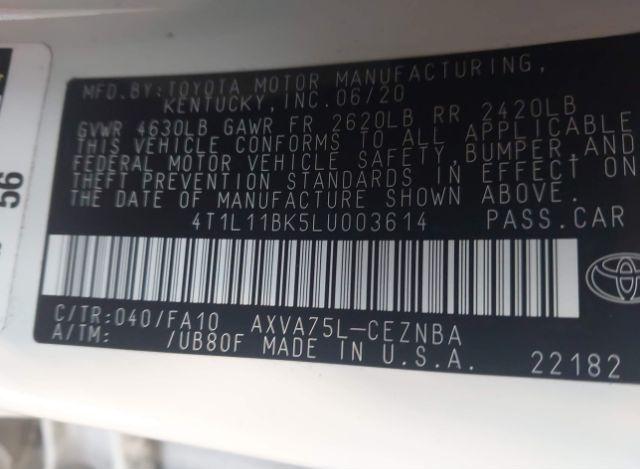 MFD.BY:TOYOTA MOTOR MANUFACTURING,
KENTUCKY,INC.06/20
GVWR 4630LB GAWR FR 2620LB RR 2420LB
THIS VEHICLE CONFORMS TO ALL APPLICABLE
FEDERAL MOTOR VEHICLE SAFETY,BUMPER,AND
THEFT PREVENTION STANDARDS IN EFFECT ON
THE DATE OF MANUFACTURE SHOWN ABOVE.
4T1L11BK5LU003614 PASS.CAR
C/TR:040/FA10 AXVA75L-CEZNBA
A/TM: /UB80F MADE IN U.S.A.
22182
56